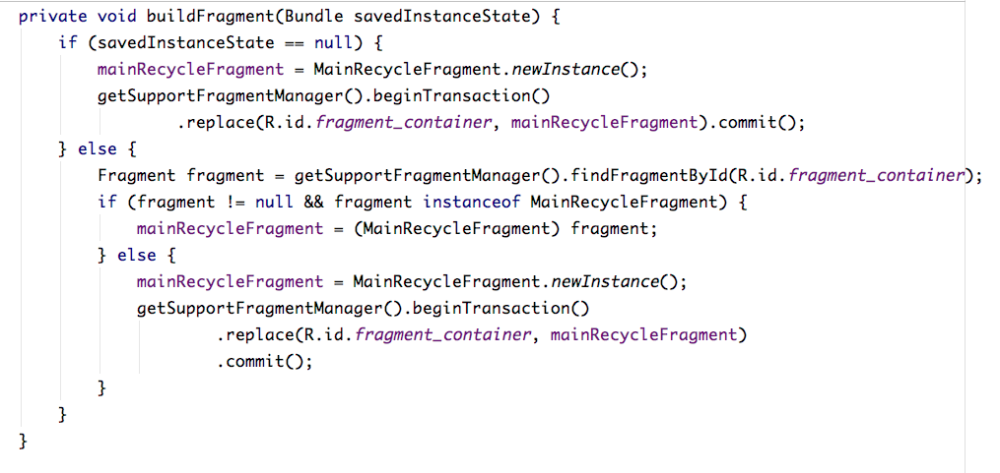 private void buildFragment(Bundle savedInstanceState) {
if (savedInstanceState == null) {
mainRecycleFragment = MainRecycleFragment.newInstance();
getSupportFragmentManager().beginTransaction()
.replace(R.id.fragment_container, mainRecycleFragment).commit();
} else {
Fragment fragment = getSupportFragmentManager().findFragmentById(R.id.fragment_container);
if (fragment != null && fragment instanceof MainRecycleFragment) {
mainRecycleFragment = (MainRecycleFragment) fragment;
} else {
mainRecycleFragment = MainRecycleFragment.newInstance();
getSupportFragmentManager().beginTransaction()
.replace(R.id.fragment_container, mainRecycleFragment)
.commit();
}
}
}